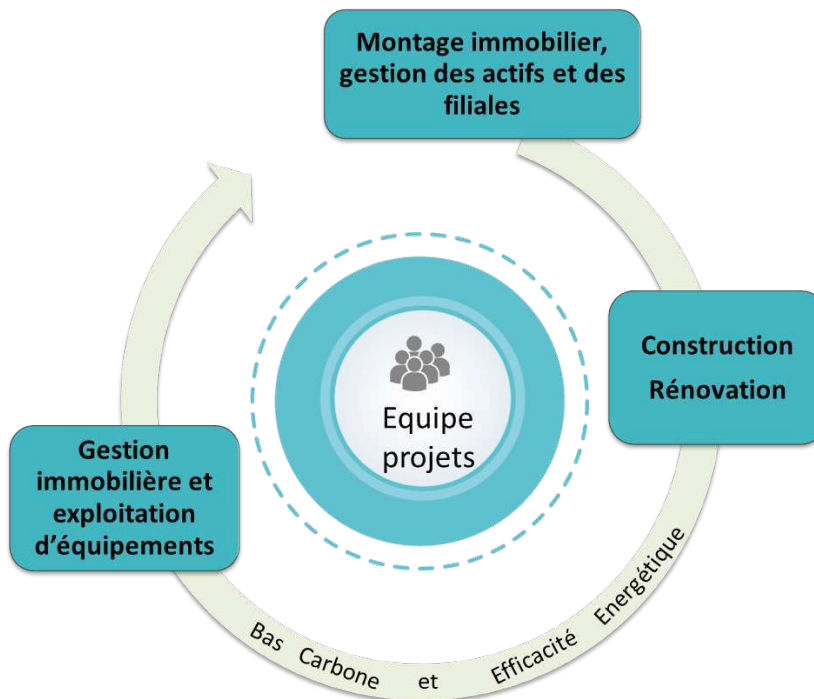 Montage immobilier,
gestion des actifs et des
filiales
Construction
Rénovation
Equipe
projets
Gestion
immobilière et
exploitation
d'équipements
Bas Carbone et Efficacité Energétique